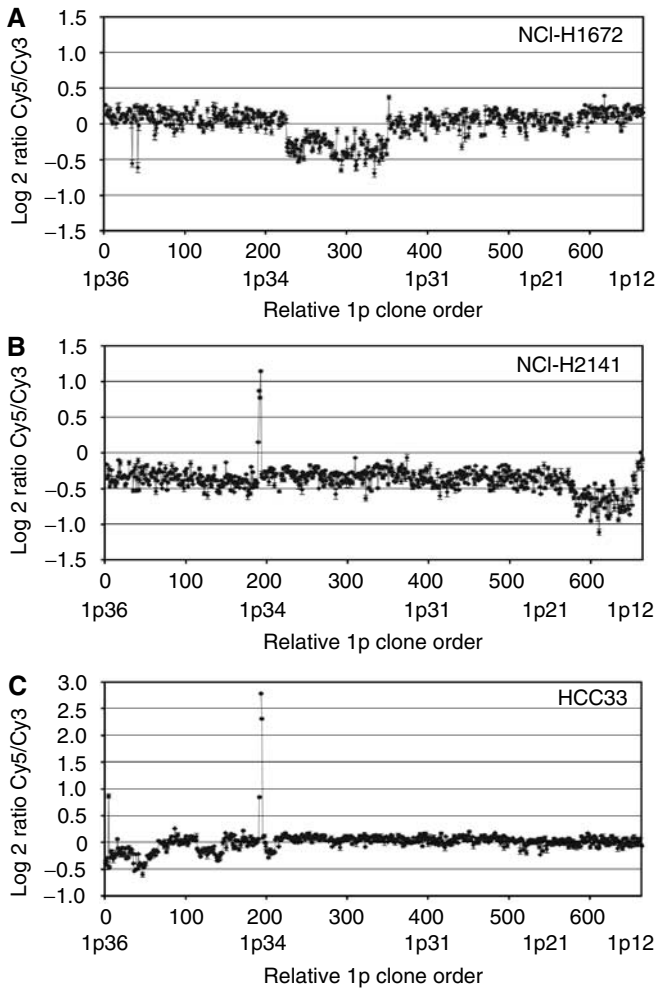 A
NCI-H1672
Log 2 ratio Cy5/Cy3
1.5
1.0
0.5
0
−0.5
−1.0
−1.5
0 100 200 300 400 500 600
1p36 1p34 1p31 1p21 1p12
Relative 1p clone order
B
NCI-H2141
Log 2 ratio Cy5/Cy3
1.5
1.0
0.5
0
−0.5
−1.0
−1.5
0 100 200 300 400 500 600
1p36 1p34 1p31 1p21 1p12
Relative 1p clone order
C
HCC33
Log 2 ratio Cy5/Cy3
3.0
2.5
2.0
1.5
1.0
0.5
0
−0.5
−1.0
0 100 200 300 400 500 600
1p36 1p34 1p31 1p21 1p12
Relative 1p clone order